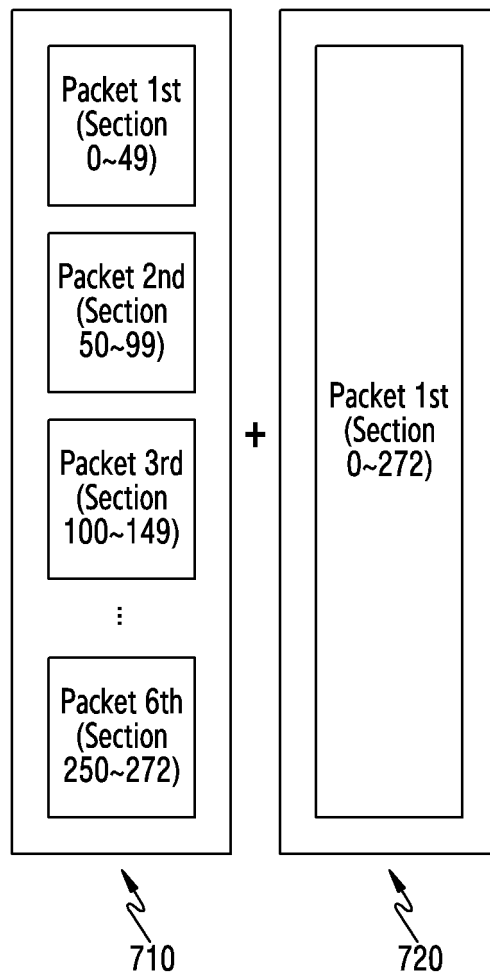 Packet 1st
(Section
0~49)
Packet 2nd
(Section
50~99)
Packet 3rd
(Section
100~149)
...
Packet 6th
(Section
250~272)
+
Packet 1st
(Section
0~272)
710
720